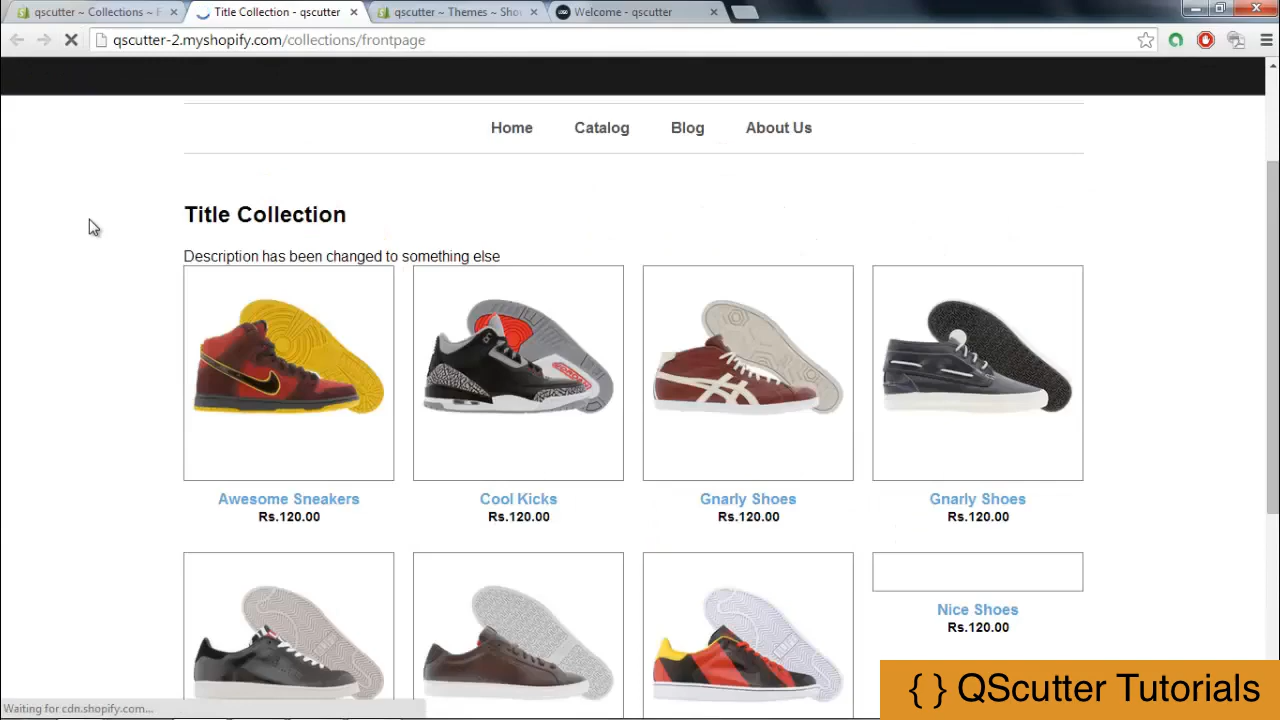 qscutter ~ Collections ~ F
Title Collection - qscutter
qscutter ~ Themes ~ Sho
Welcome - qscutter
qscutter-2.myshopify.com/collections/frontpage
Home
Catalog
Blog
About Us
Title Collection
Description has been changed to something else
Awesome Sneakers
Rs.120.00
Cool Kicks
Rs.120.00
Gnarly Shoes
Rs.120.00
Gnarly Shoes
Rs.120.00
Nice Shoes
Rs.120.00
Waiting for cdn.shopify.com...
{ } QScutter Tutorials